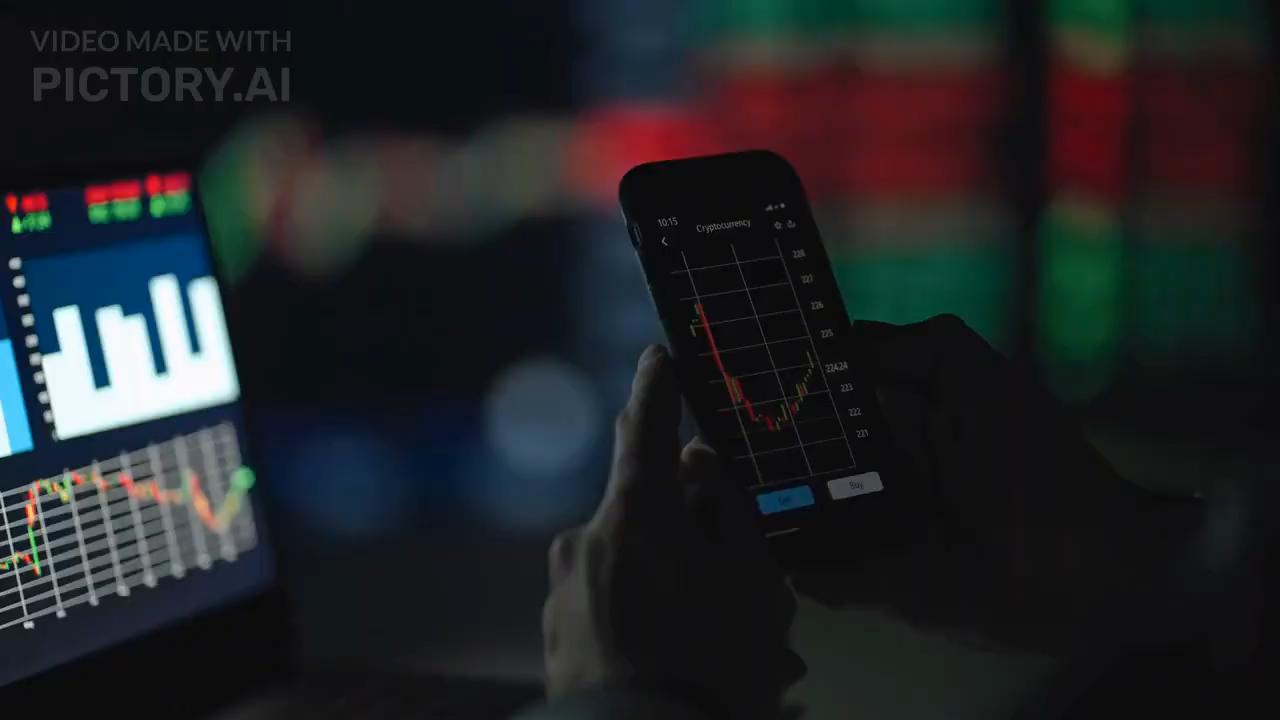 VIDEO MADE WITH
PICTORY.AI
10:15
Cryptocurrency
228
227
226
225
224.24
223
222
221
Sell
Buy